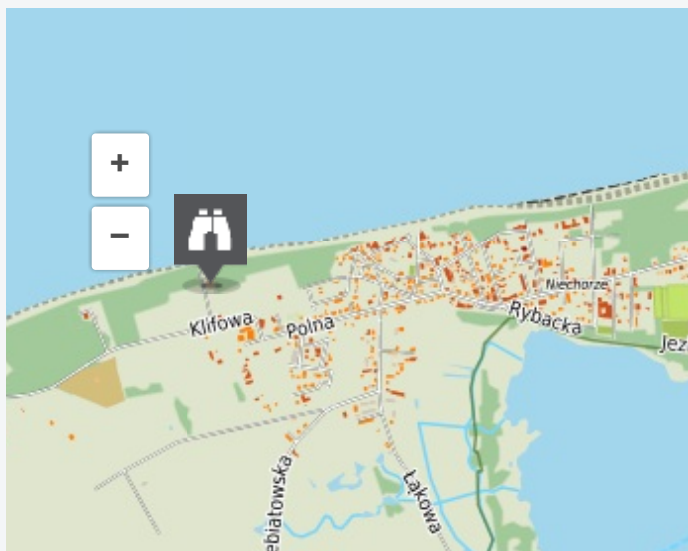 +
−
Klifowa
Polna
Niechorze
Rybacka
Jez
ebiatowska
Łąkowa